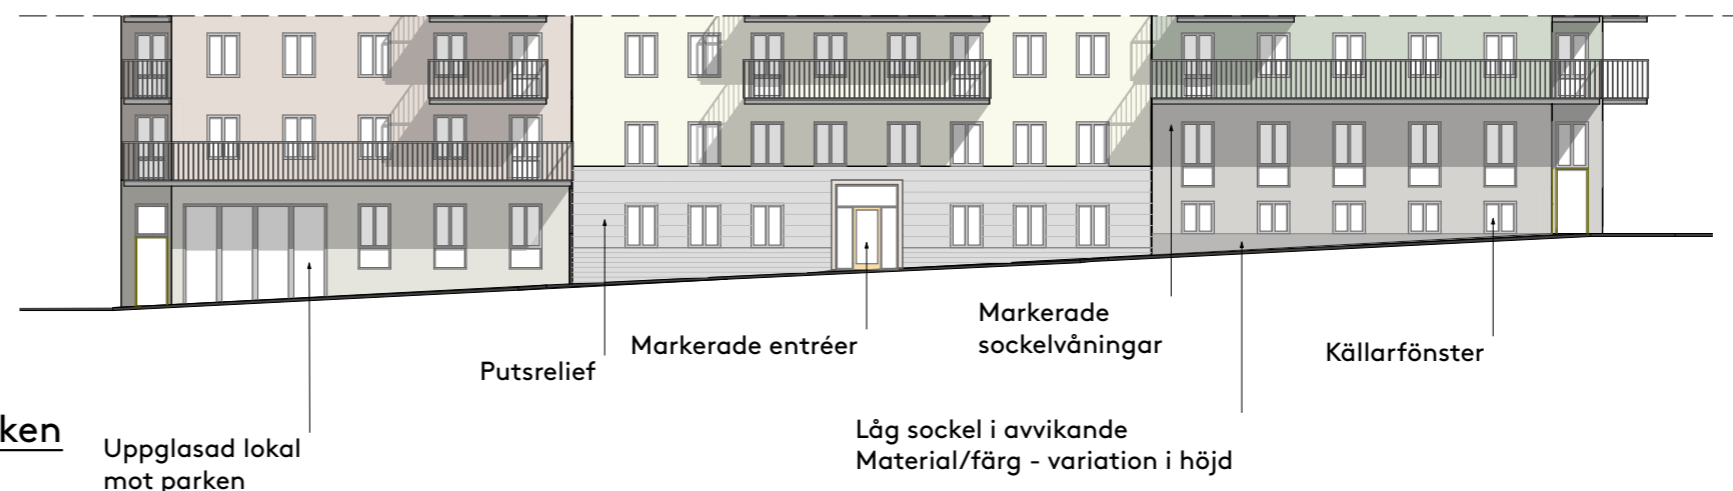 Putsrelief
Markerade entréer
Markerade
sockelvåningar
Källarfönster
ken
Uppglasad lokal
mot parken
Låg sockel i avvikande
Material/färg - variation i höjd